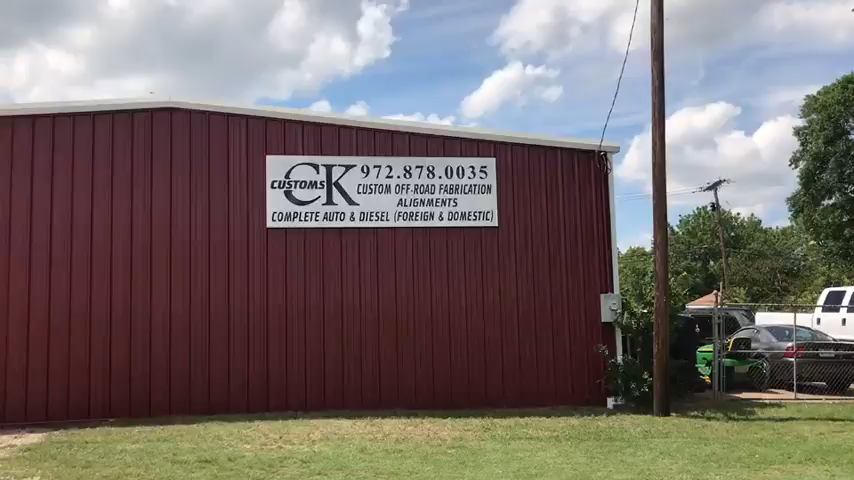 CK CUSTOMS
972.878.0035
CUSTOM OFF-ROAD FABRICATION
ALIGNMENTS
COMPLETE AUTO & DIESEL (FOREIGN & DOMESTIC)